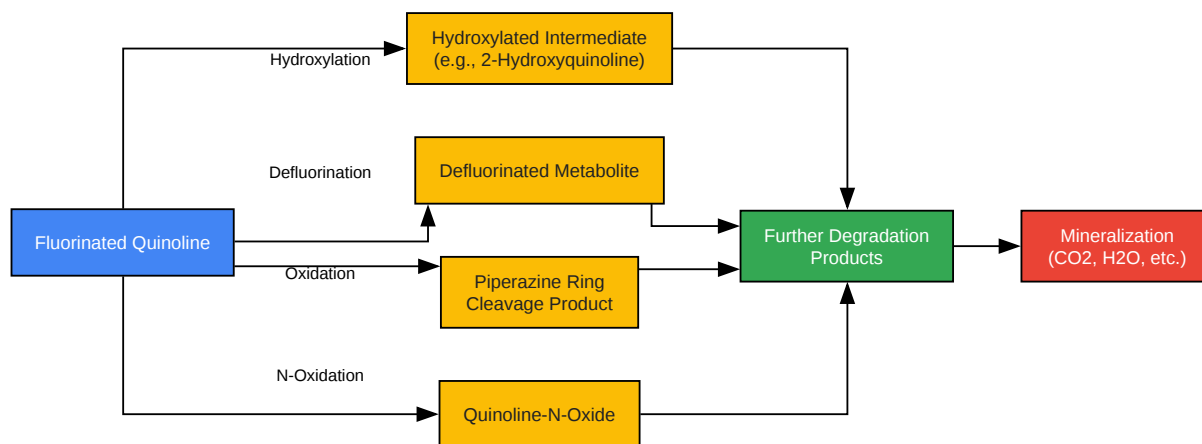 Hydroxylation
Hydroxylated Intermediate
(e.g., 2-Hydroxyquinoline)
Defluorination
Defluorinated Metabolite
Fluorinated Quinoline
Oxidation
Piperazine Ring
Cleavage Product
N-Oxidation
Quinoline-N-Oxide
Further Degradation
Products
Mineralization
(CO2, H2O, etc.)